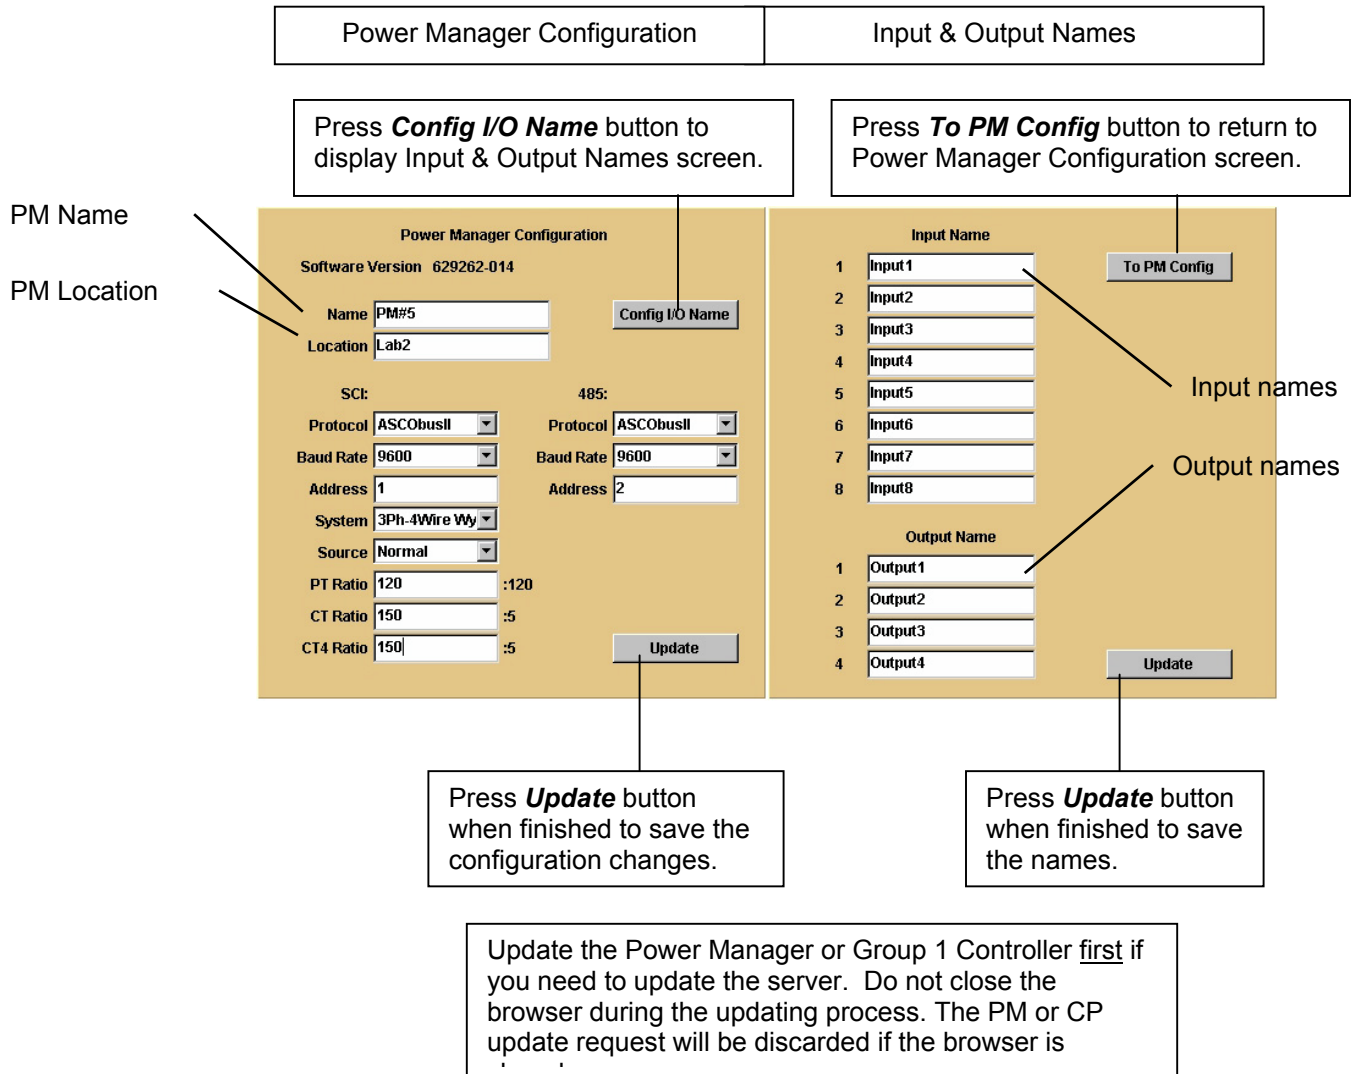 Power Manager Configuration
Input & Output Names
Press Config I/O Name button to
display Input & Output Names screen.
Press To PM Config button to return to
Power Manager Configuration screen.
PM Name
PM Location
Power Manager Configuration
Software Version 629262-014
Name PM#5
Config I/O Name
Location Lab2
SCI:
485:
Protocol ASCObusII
Protocol ASCObusII
Baud Rate 9600
Baud Rate 9600
Address 1
Address 2
System 3Ph-4Wire Wy
Source Normal
PT Ratio 120 :120
CT Ratio 150 :5
CT4 Ratio 150 :5
Update
Input Name
1 Input1
To PM Config
2 Input2
3 Input3
4 Input4
5 Input5
6 Input6
7 Input7
8 Input8
Input names
Output names
Output Name
1 Output1
2 Output2
3 Output3
4 Output4
Update
Press Update button
when finished to save the
configuration changes.
Press Update button
when finished to save
the names.
Update the Power Manager or Group 1 Controller first if
you need to update the server. Do not close the
browser during the updating process. The PM or CP
update request will be discarded if the browser is